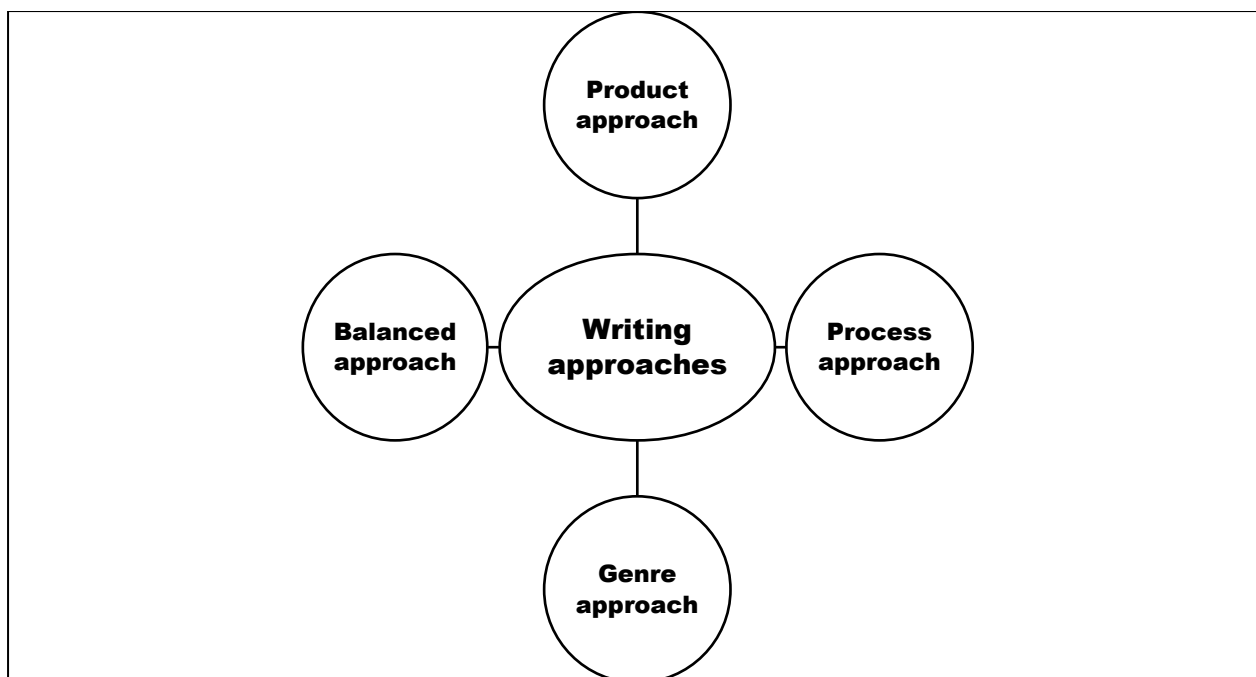 Product
approach
Balanced
approach
Writing
approaches
Process
approach
Genre
approach